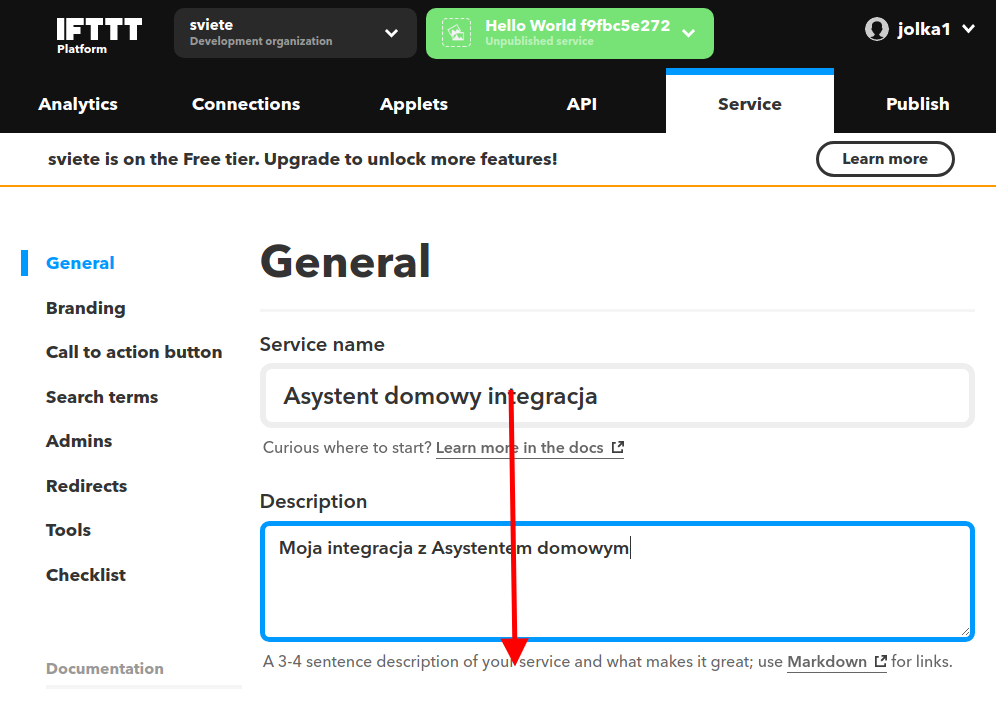 IFTTT
Platform
sviete
Development organization
Hello World f9fbc5e272
Unpublished service
jolka1
Analytics
Connections
Applets
API
Service
Publish
sviete is on the Free tier. Upgrade to unlock more features!
Learn more
General
Branding
Call to action button
Search terms
Admins
Redirects
Tools
Checklist
Documentation
General
Service name
Asystent domowy integracja
Curious where to start? Learn more in the docs
Description
Moja integracja z Asystentem domowym
A 3-4 sentence description of your service and what makes it great; use Markdown for links.